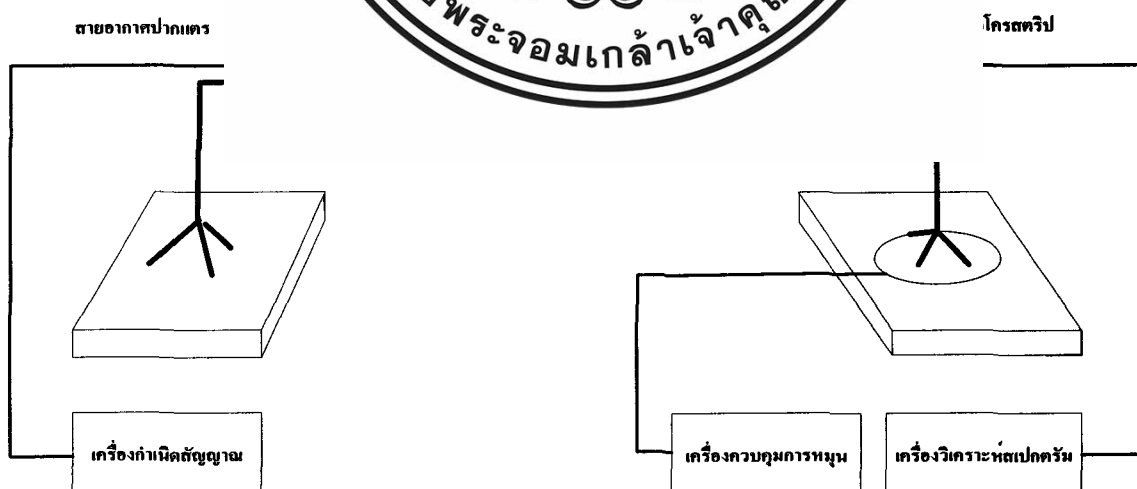 สายอากาศปากแตร
โครสตริป
พระจอมเกล้าเจ้าคุณ
เครื่องกำเนิดสัญญาณ
เครื่องควบคุมการหมุน
เครื่องวิเคราะห์สเปกตรัม